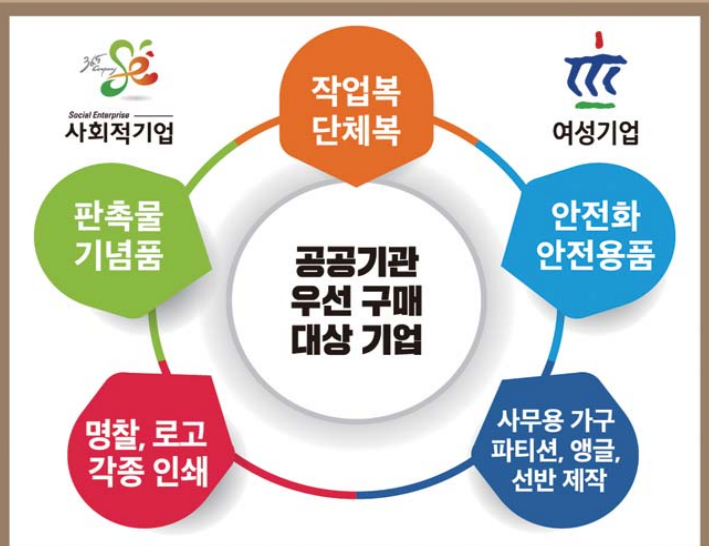 365
Company
Social Enterprise
사회적기업
여성기업
작업복
단체복
판촉물
기념품
안전화
안전용품
공공기관
우선 구매
대상 기업
명찰, 로고
각종 인쇄
사무용 가구
파티션, 앵글,
선반 제작